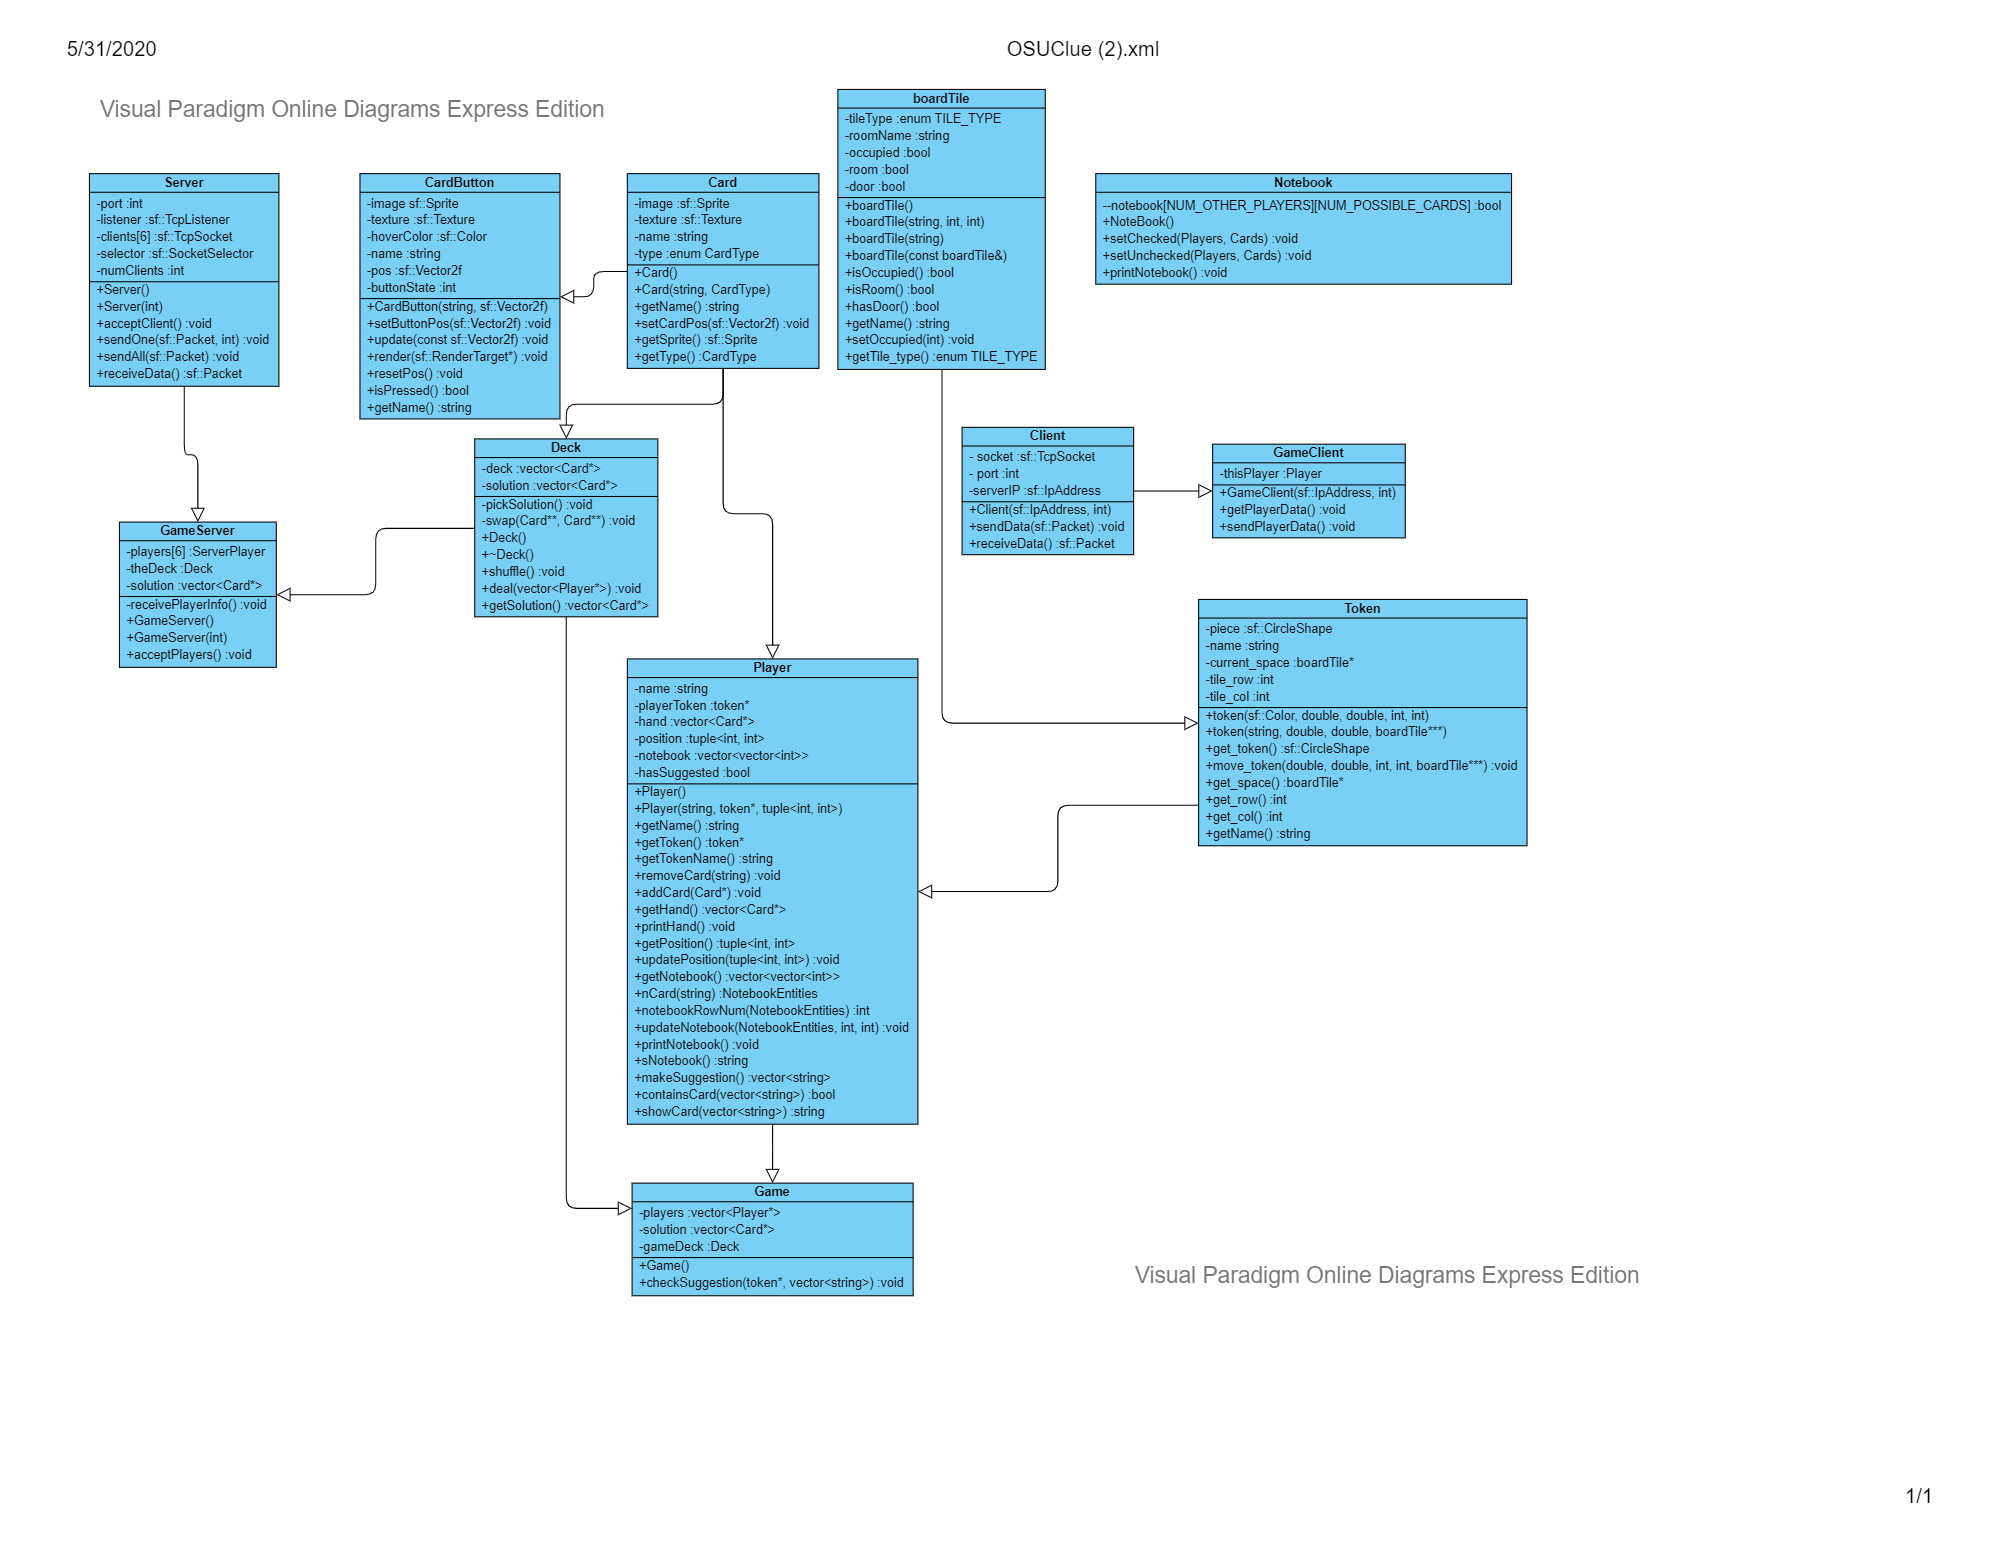 5/31/2020
OSUClue (2).xml
Visual Paradigm Online Diagrams Express Edition
boardTile
-tileType :enum TILE_TYPE
-roomName :string
-occupied :bool
-room :bool
-door :bool
+boardTile()
+boardTile(string, int, int)
+boardTile(string)
+boardTile(const boardTile&)
+isOccupied() :bool
+isRoom() :bool
+hasDoor() :bool
+getName() :string
+setOccupied(int) :void
+getTile_type() :enum TILE_TYPE
Server
-port :int
-listener :sf::TcpListener
-clients[6] :sf::TcpSocket
-selector :sf::SocketSelector
-numClients :int
+Server()
+Server(int)
+acceptClient() :void
+sendOne(sf::Packet, int) :void
+sendAll(sf::Packet) :void
+receiveData() :sf::Packet
CardButton
-image sf::Sprite
-texture :sf::Texture
-hoverColor :sf::Color
-name :string
-pos :sf::Vector2f
-buttonState :int
+CardButton(string, sf::Vector2f)
+setButtonPos(sf::Vector2f) :void
+update(const sf::Vector2f) :void
+render(sf::RenderTarget*) :void
+resetPos() :void
+isPressed() :bool
+getName() :string
Card
-image :sf::Sprite
-texture :sf::Texture
-name :string
-type :enum CardType
+Card()
+Card(string, CardType)
+getName() :string
+setCardPos(sf::Vector2f) :void
+getSprite() :sf::Sprite
+getType() :CardType
Notebook
--notebook[NUM_OTHER_PLAYERS][NUM_POSSIBLE_CARDS] :bool
+NoteBook()
+setChecked(Players, Cards) :void
+setUnchecked(Players, Cards) :void
+printNotebook() :void
Deck
-deck :vector<Card*>
-solution :vector<Card*>
-pickSolution() :void
-swap(Card**, Card**) :void
+Deck()
+~Deck()
+shuffle() :void
+deal(vector<Player*>) :void
+getSolution() :vector<Card*>
Client
- socket :sf::TcpSocket
- port :int
-serverIP :sf::IpAddress
+Client(sf::IpAddress, int)
+sendData(sf::Packet) :void
+receiveData() :sf::Packet
GameClient
-thisPlayer :Player
+GameClient(sf::IpAddress, int)
+getPlayerData() :void
+sendPlayerData() :void
GameServer
-players[6] :ServerPlayer
-theDeck :Deck
-solution :vector<Card*>
-receivePlayerInfo() :void
+GameServer()
+GameServer(int)
+acceptPlayers() :void
Token
-piece :sf::CircleShape
-name :string
-current_space :boardTile*
-tile_row :int
-tile_col :int
+token(sf::Color, double, double, int, int)
+token(string, double, double, boardTile***)
+get_token() :sf::CircleShape
+move_token(double, double, int, int, boardTile***) :void
+get_space() :boardTile*
+get_row() :int
+get_col() :int
+getName() :string
Player
-name :string
-playerToken :token*
-hand :vector<Card*>
-position :tuple<int, int>
-notebook :vector<vector<int>>
-hasSuggested :bool
+Player()
+Player(string, token*, tuple<int, int>)
+getName() :string
+getToken() :token*
+getTokenName() :string
+removeCard(string) :void
+addCard(Card*) :void
+getHand() :vector<Card*>
+printHand() :void
+getPosition() :tuple<int, int>
+updatePosition(tuple<int, int>) :void
+getNotebook() :vector<vector<int>>
+nCard(string) :NotebookEntities
+notebookRowNum(NotebookEntities) :int
+updateNotebook(NotebookEntities, int, int) :void
+printNotebook() :void
+sNotebook() :string
+makeSuggestion() :vector<string>
+containsCard(vector<string>) :bool
+showCard(vector<string>) :string
Game
-players :vector<Player*>
-solution :vector<Card*>
-gameDeck :Deck
+Game()
+checkSuggestion(token*, vector<string>) :void
Visual Paradigm Online Diagrams Express Edition
1/1